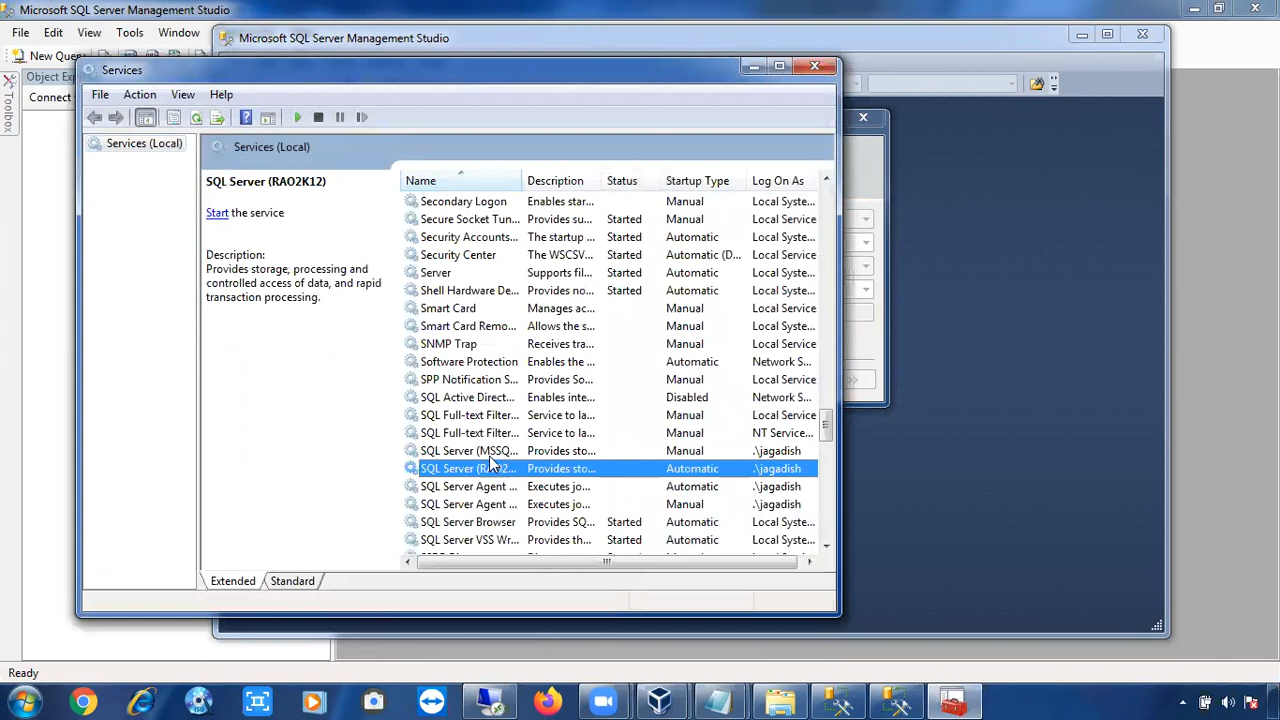 Microsoft SQL Server Management Studio
File Edit View Tools Window
Microsoft SQL Server Management Studio
New Query
Object Ex
Connect
Toolbox
Services
File Action View Help
Services (Local)
Services (Local)
SQL Server (RAO2K12)
Start the service
Description:
Provides storage, processing and
controlled access of data, and rapid
transaction processing.
Name Description Status Startup Type Log On As
Secondary Logon Enables star... Manual Local Syste...
Secure Socket Tun... Provides su... Started Manual Local Service
Security Accounts... The startup ... Started Automatic Local Syste...
Security Center The WSCSV... Started Automatic (D... Local Service
Server Supports fil... Started Automatic Local Syste...
Shell Hardware De... Provides no... Started Automatic Local Syste...
Smart Card Manages ac... Manual Local Service
Smart Card Remo... Allows the s... Manual Local Syste...
SNMP Trap Receives tra... Manual Local Service
Software Protection Enables the ... Automatic Network S...
SPP Notification S... Provides So... Manual Local Service
SQL Active Direct... Enables inte... Disabled Network S...
SQL Full-text Filter... Service to la... Manual Local Service
SQL Full-text Filter... Service to la... Manual NT Service...
SQL Server (MSSQ... Provides sto... Manual .\jagadish
SQL Server (RAO2... Provides sto... Automatic .\jagadish
SQL Server Agent ... Executes jo... Automatic .\jagadish
SQL Server Agent ... Executes jo... Manual .\jagadish
SQL Server Browser Provides SQ... Started Automatic Local Syste...
SQL Server VSS Wr... Provides th... Started Automatic Local Syste...
Extended Standard
>>
Ready